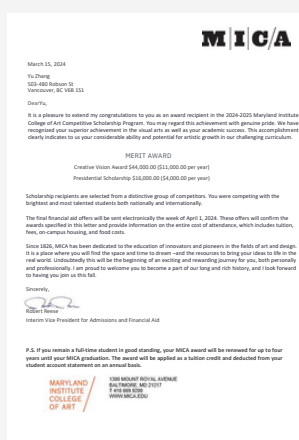 MICA
March 15, 2024
Yu Zhang
503-480 Robson St
Vancouver, BC V6B 1S1
DearYu,
It is a pleasure to extend my congratulations to you as an award recipient in the 2024-2025 Maryland Institute
College of Art Competitive Scholarship Program. You may regard this achievement with genuine pride. We have
recognized your superior achievement in the visual arts as well as your academic success. This accomplishment
clearly indicates to us your considerable ability and potential for artistic growth in our challenging curriculum.
MERIT AWARD
Creative Vision Award $44,000.00 ($11,000.00 per year)
Presidential Scholarship $16,000.00 ($4,000.00 per year)
Scholarship recipients are selected from a distinctive group of competitors. You were competing with the
brightest and most talented students both nationally and internationally.
The final financial aid offers will be sent electronically the week of April 1, 2024. These offers will confirm the
awards specified in this letter and provide information on the entire cost of attendance, which includes tuition,
fees, on-campus housing, and food costs.
Since 1826, MICA has been dedicated to the education of innovators and pioneers in the fields of art and design.
It is a place where you will find the space and time to dream –and the resources to bring your ideas to life in the
real world. Undoubtedly this will be the beginning of an exciting and rewarding journey for you, both personally
and professionally. I am proud to welcome you to become a part of our long and rich history, and I look forward
to having you join us this fall.
Sincerely,
Robert Reese
Interim Vice President for Admissions and Financial Aid
P.S. If you remain a full-time student in good standing, your MICA award will be renewed for up to four
years until your MICA graduation. The award will be applied as a tuition credit and deducted from your
student account statement on an annual basis.
MARYLAND
INSTITUTE
COLLEGE
OF ART
1300 MOUNT ROYAL AVENUE
BALTIMORE, MD 21217
T 410 669 9200
WWW.MICA.EDU